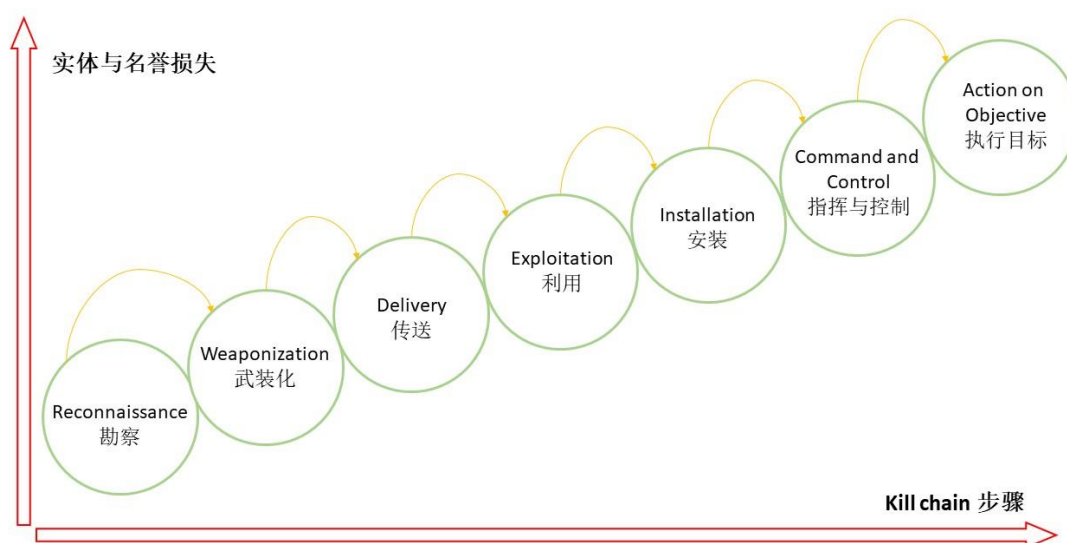 实体与名誉损失
Reconnaissance
勘察
Weaponization
武装化
Delivery
传送
Exploitation
利用
Installation
安装
Command and
Control
指挥与控制
Action on
Objective
执行目标
Kill chain 步骤